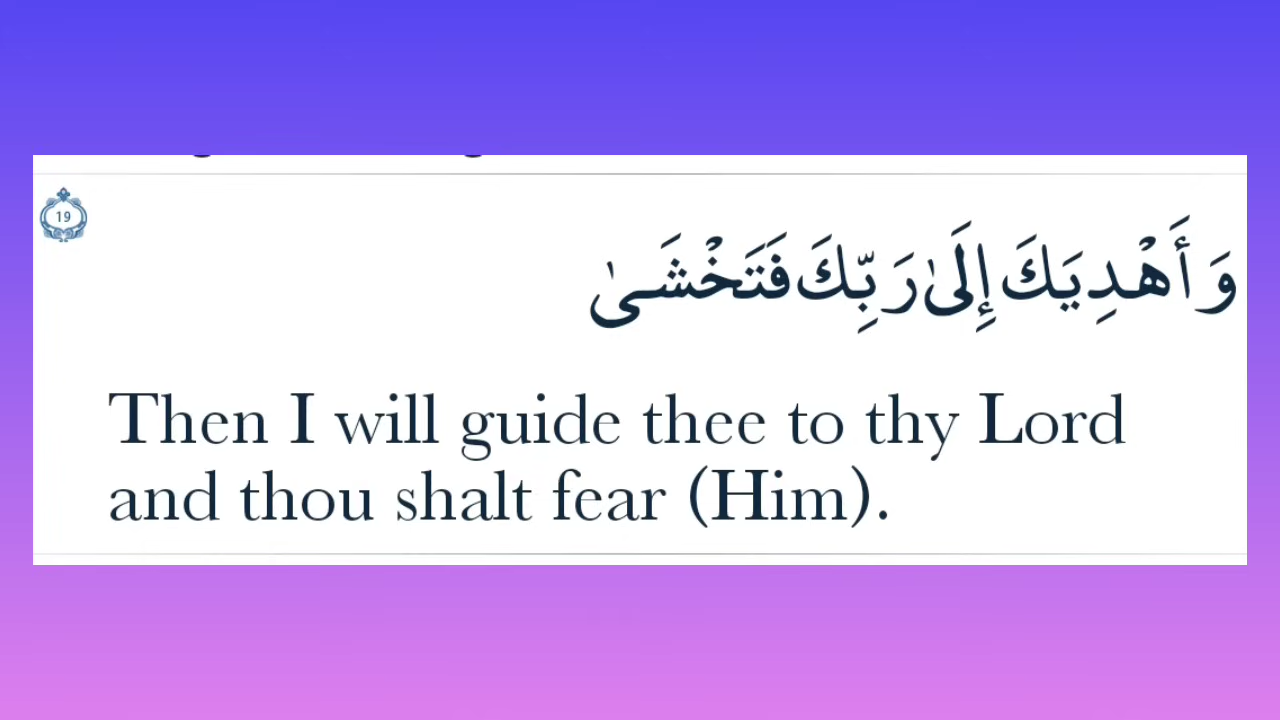 19
وَأَهْدِيَكَ إِلَىٰ رَبِّكَ فَتَخْشَىٰ
Then I will guide thee to thy Lord
and thou shalt fear (Him).